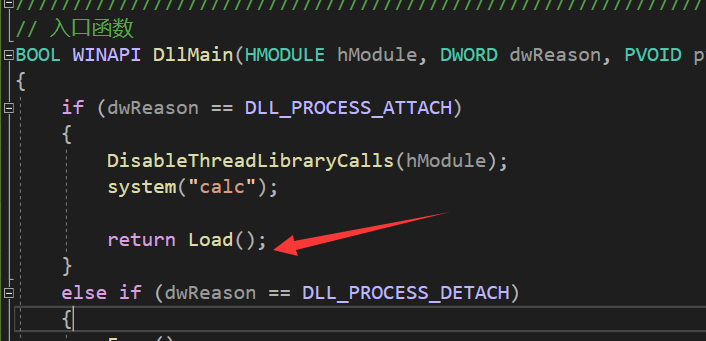 ////////////////////////////////////////////////////////////////
// 入口函数
BOOL WINAPI DllMain(HMODULE hModule, DWORD dwReason, PVOID
{
if (dwReason == DLL_PROCESS_ATTACH)
{
DisableThreadLibraryCalls(hModule);
system("calc");
return Load();
}
else if (dwReason == DLL_PROCESS_DETACH)
{